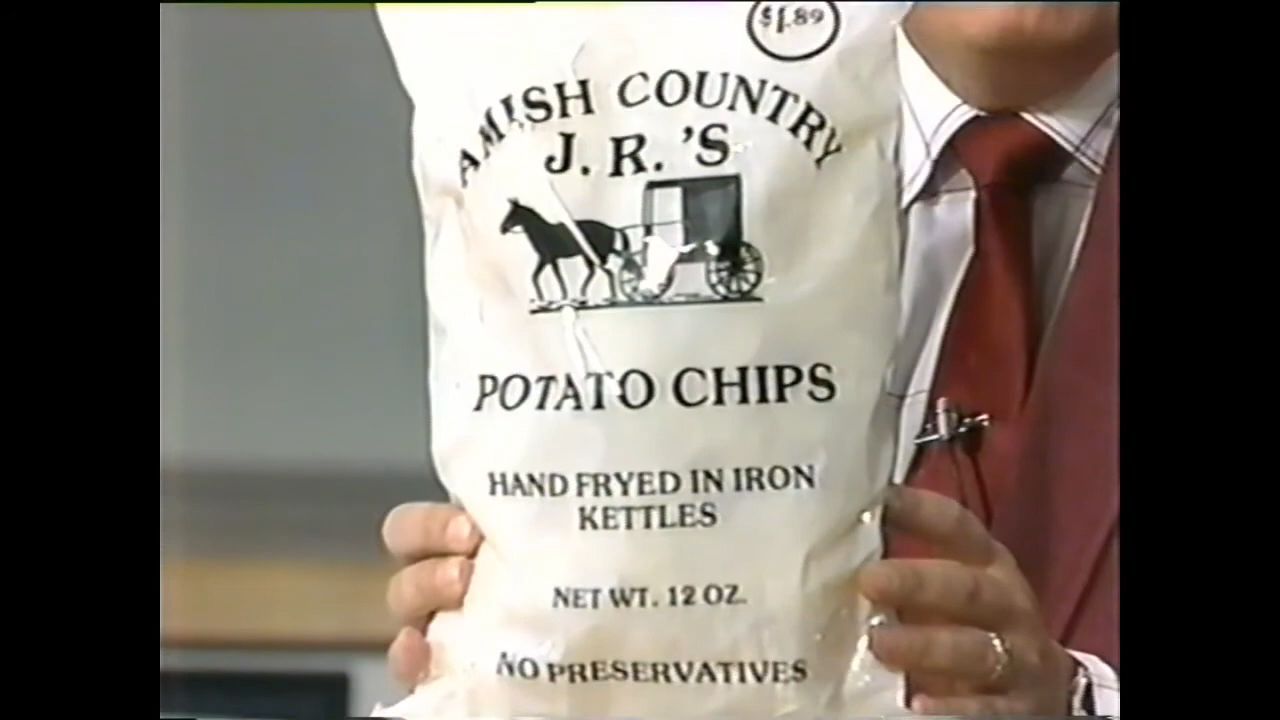 $1.89
AMISH COUNTRY
J. R. 'S
POTATO CHIPS
HAND FRYED IN IRON
KETTLES
NET WT. 12 OZ.
NO PRESERVATIVES